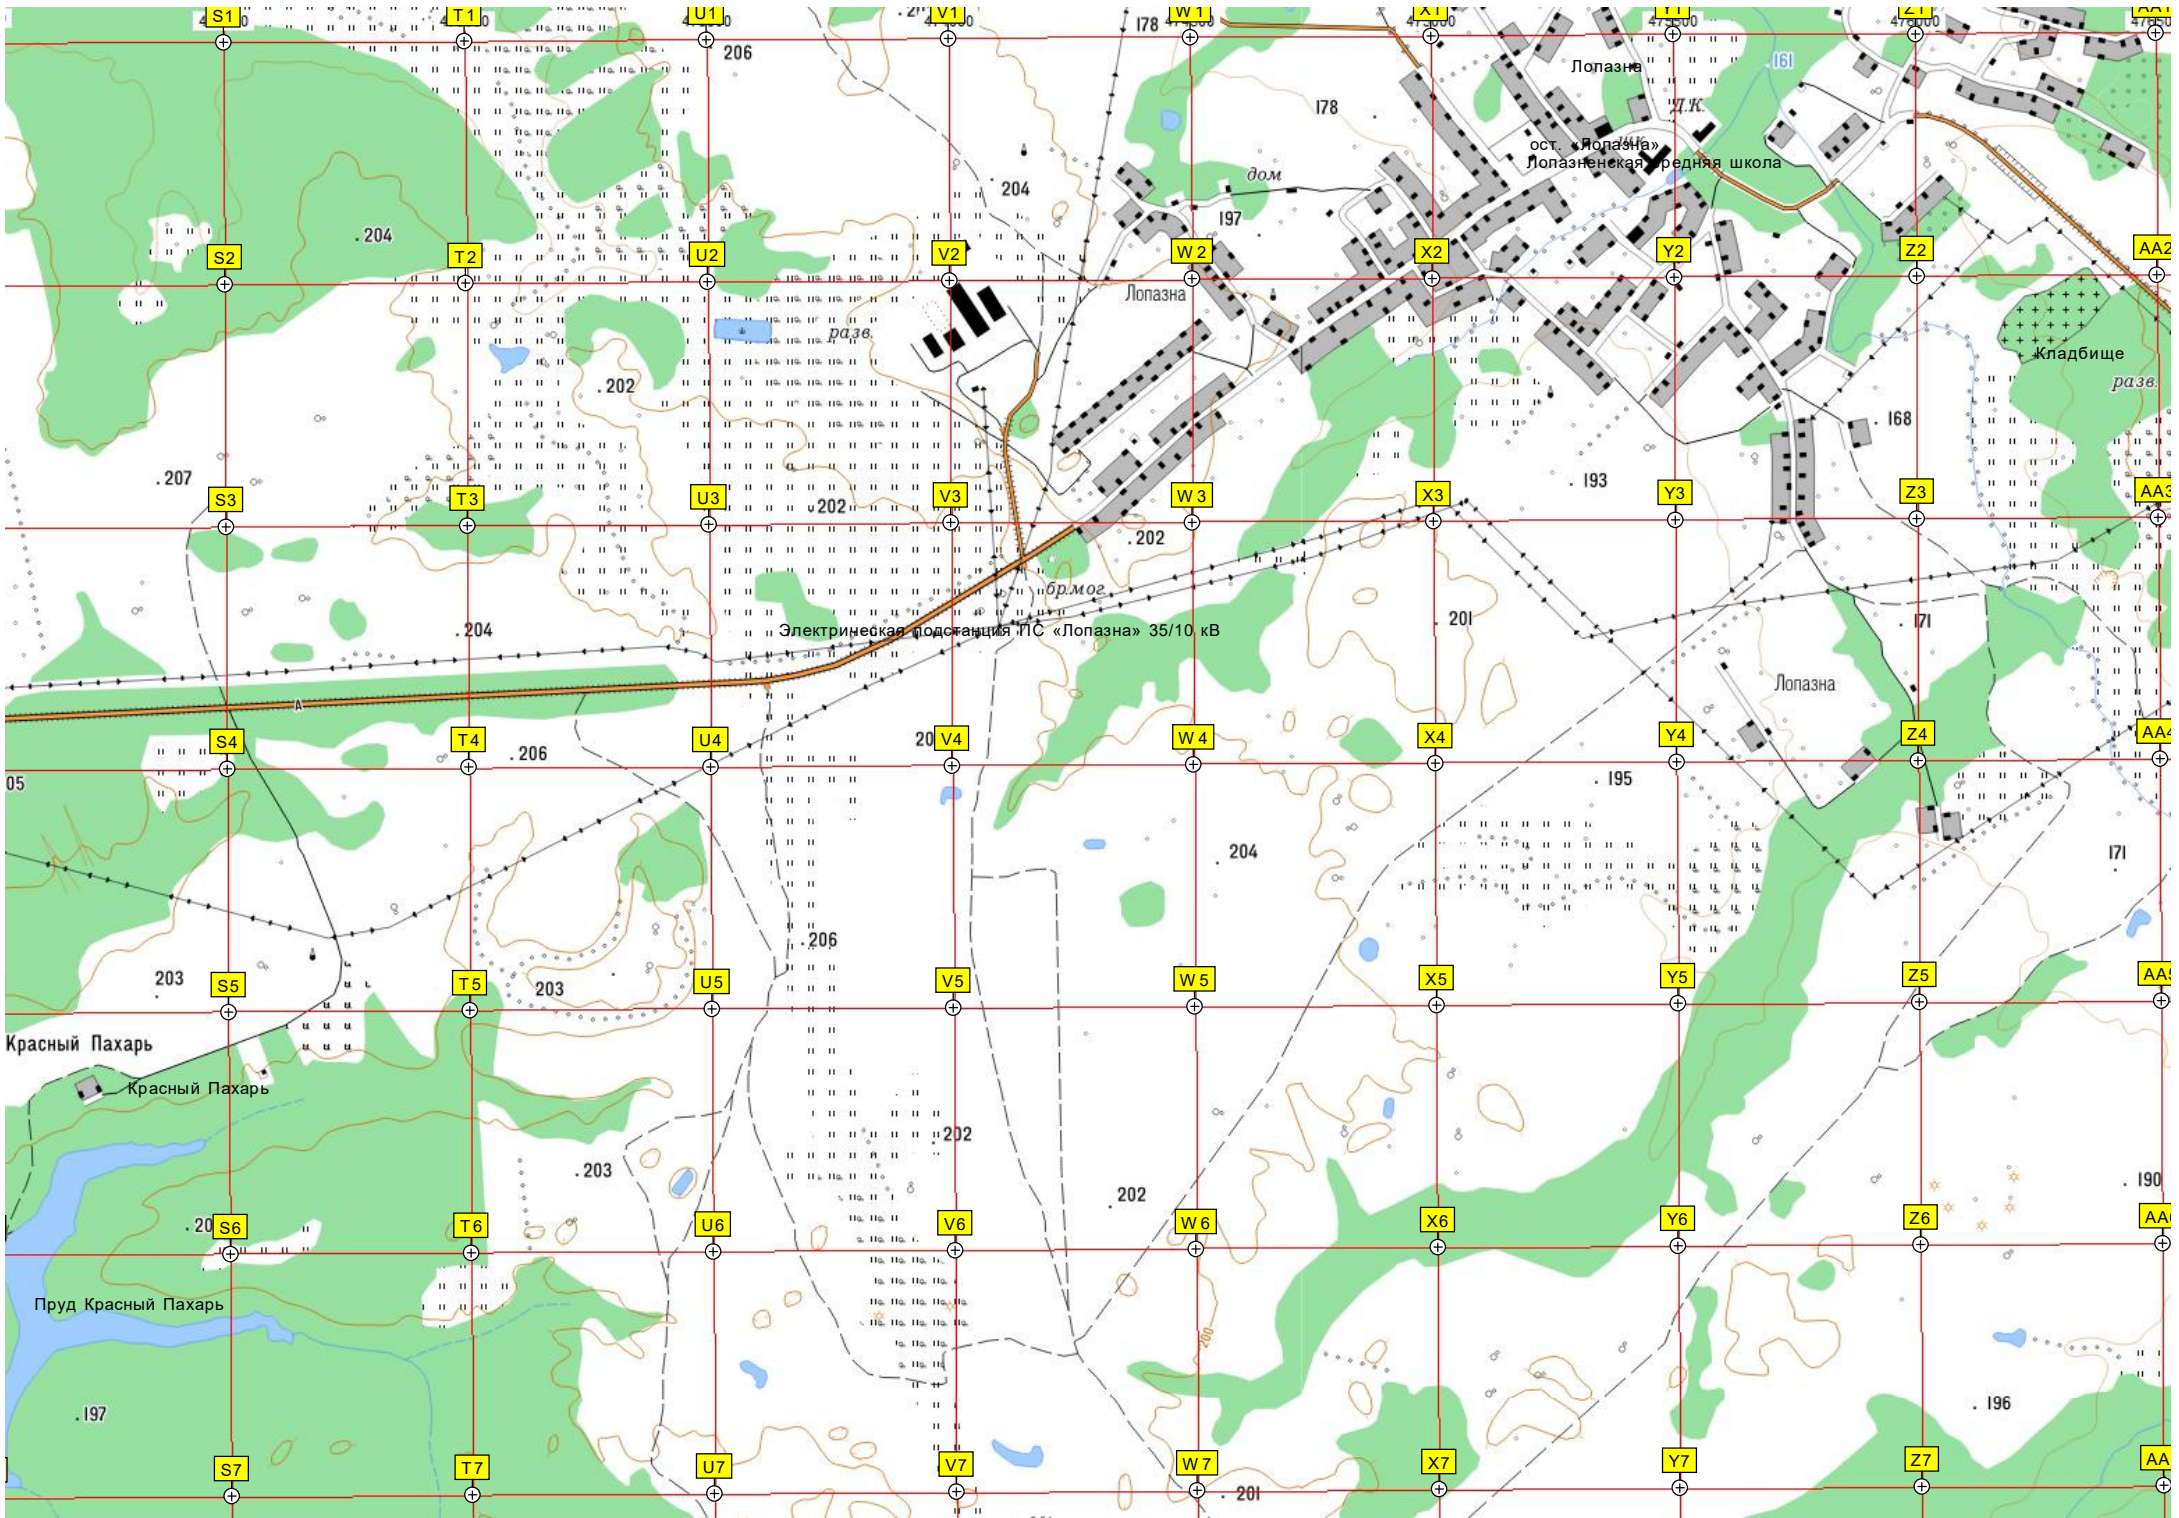 S1 T1 U1 V1 W1 X1 Y1 Z1
206
178
161
Лопазна
178
Д.К.
ост. «Лопазна»
Лопазненская средняя школа
204
дом
197
204
S2 T2 U2 V2 W2 X2 Y2 Z2 AA2
Лопазна
разв.
Кладбище
разв.
202
168
207
193
S3 T3 U3 V3 W3 X3 Y3 Z3 AA3
202
202
бр.мог.
201
171
204
Электрическая подстанция ПС «Лопазна» 35/10 кВ
Лопазна
А
S4 T4 U4 V4 W4 X4 Y4 Z4
206
195
05
204
171
206
203
203
S5 T5 U5 V5 W5 X5 Y5 Z5
Красный Пахарь
Красный Пахарь
202
203
202
190
S6 T6 U6 V6 W6 X6 Y6 Z6
Пруд Красный Пахарь
200
197
196
S7 T7 U7 V7 W7 X7 Y7 Z7
201